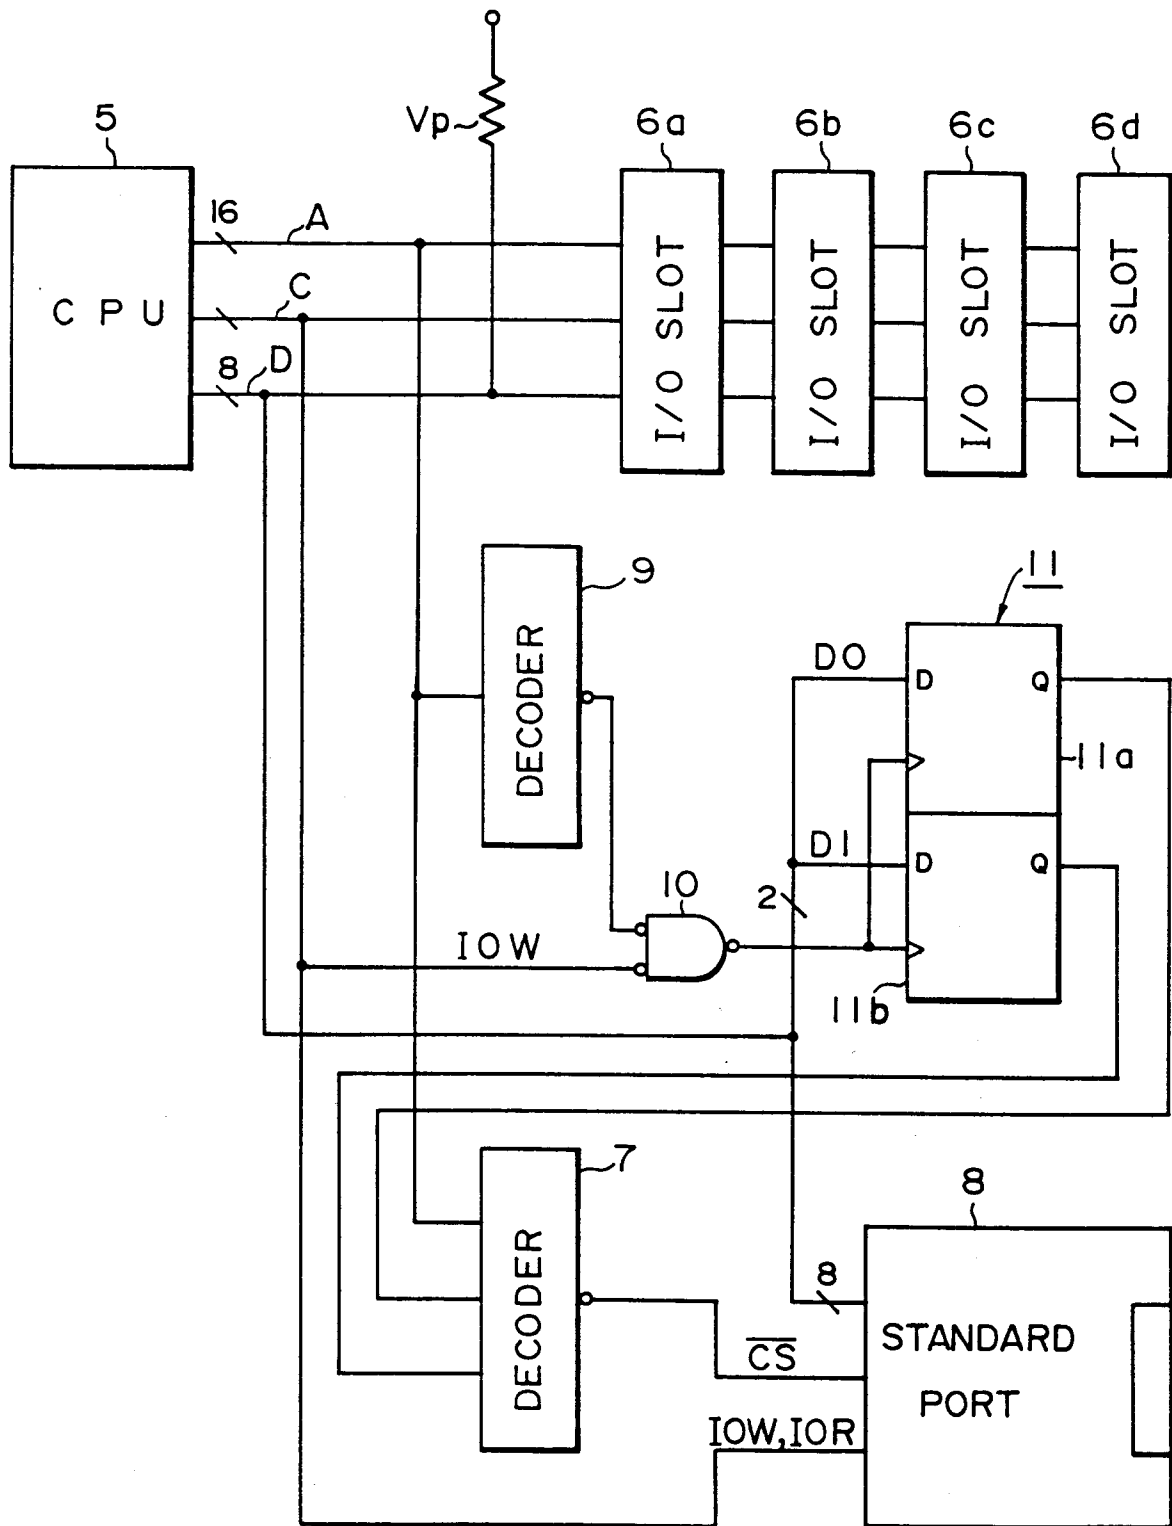 5
Vp
6a
6b
6c
6d
16
A
C
8
D
CPU
I/O SLOT
I/O SLOT
I/O SLOT
I/O SLOT
9
DECODER
11
D0
D
Q
11a
D1
D
Q
2
10
IOW
11b
7
DECODER
8
8
CS
STANDARD
PORT
IOW, IOR